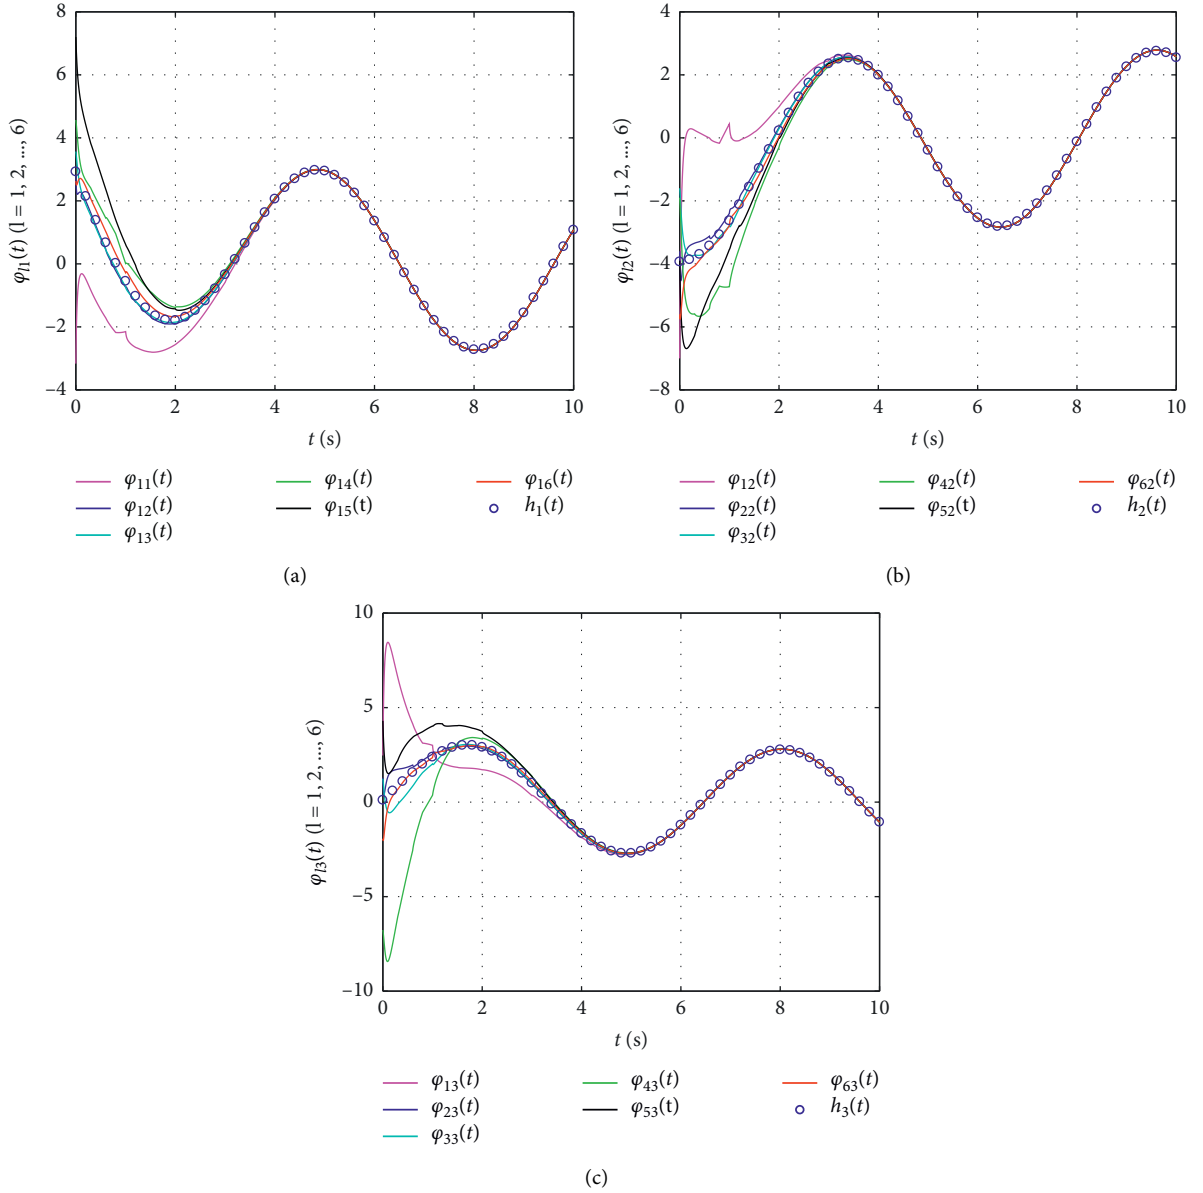 8
6
4
2
0
−2
−4
φl1(t) (l = 1, 2, ..., 6)
0 2 4 6 8 10
t (s)
φ11(t) φ14(t) φ16(t)
φ12(t) φ15(t) h1(t)
φ13(t)
(a)
4
2
0
−2
−4
−6
−8
φl2(t) (l = 1, 2, ..., 6)
0 2 4 6 8 10
t (s)
φ12(t) φ42(t) φ62(t)
φ22(t) φ52(t) h2(t)
φ32(t)
(b)
10
5
0
−5
−10
φl3(t) (l = 1, 2, ..., 6)
0 2 4 6 8 10
t (s)
φ13(t) φ43(t) φ63(t)
φ23(t) φ53(t) h3(t)
φ33(t)
(c)